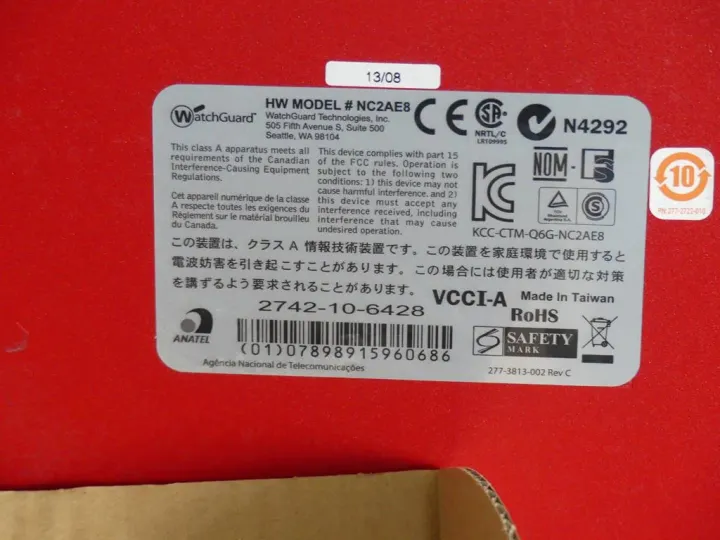 13/08
WatchGuard
HW MODEL # NC2AE8
WatchGuard Technologies, Inc.
505 Fifth Avenue S, Suite 500
Seattle, WA 98104
CE
SA
NRTL/C
LR109995
N4292
This class A apparatus meets all
requirements of the Canadian
Interference-Causing Equipment
Regulations.
Cet appareil numérique de la classe
A respecte toutes les exigences du
Règlement sur le matériel brouilleu
du Canada.
This device complies with part 15
of the FCC rules. Operation is
subject to the following two
conditions: 1) this device may not
cause harmful interference, and 2)
this device must accept any
interference received, including
interference that may cause
undesired operation.
NOM-
KCC-CTM-Q6G-NC2AE8
10
この装置は、クラス A 情報技術装置です。この装置を家庭環境で使用すると
電波妨害を引き起こすことがあります。この場合には使用者が適切な対策
を講ずるよう要求されることがあります。
VCCI-A
Made In Taiwan
2742-10-6428
RoHS
ANATEL
(01)07898915960686
SAFETY
MARK
Agência Nacional de Telecomunicações
277-3813-002 Rev C